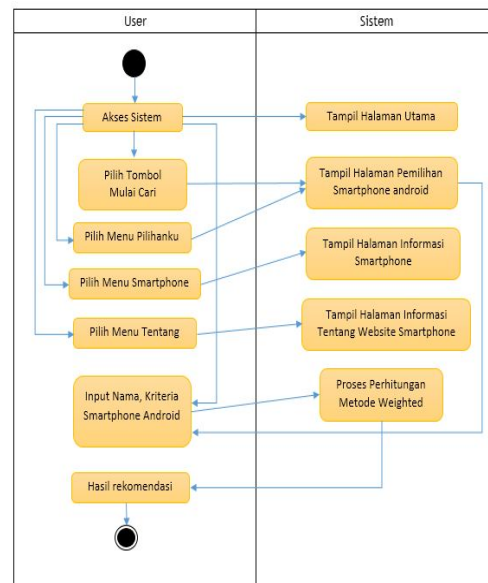 User
Sistem
Akses Sistem
Tampil Halaman Utama
Pilih Tombol
Mulai Cari
Tampil Halaman Pemilihan
Smartphone android
Pilih Menu Pilihanku
Tampil Halaman Informasi
Smartphone
Pilih Menu Smartphone
Pilih Menu Tentang
Tampil Halaman Informasi
Tentang Website Smartphone
Input Nama, Kriteria
Smartphone Android
Proses Perhitungan
Metode Weighted
Hasil rekomendasi